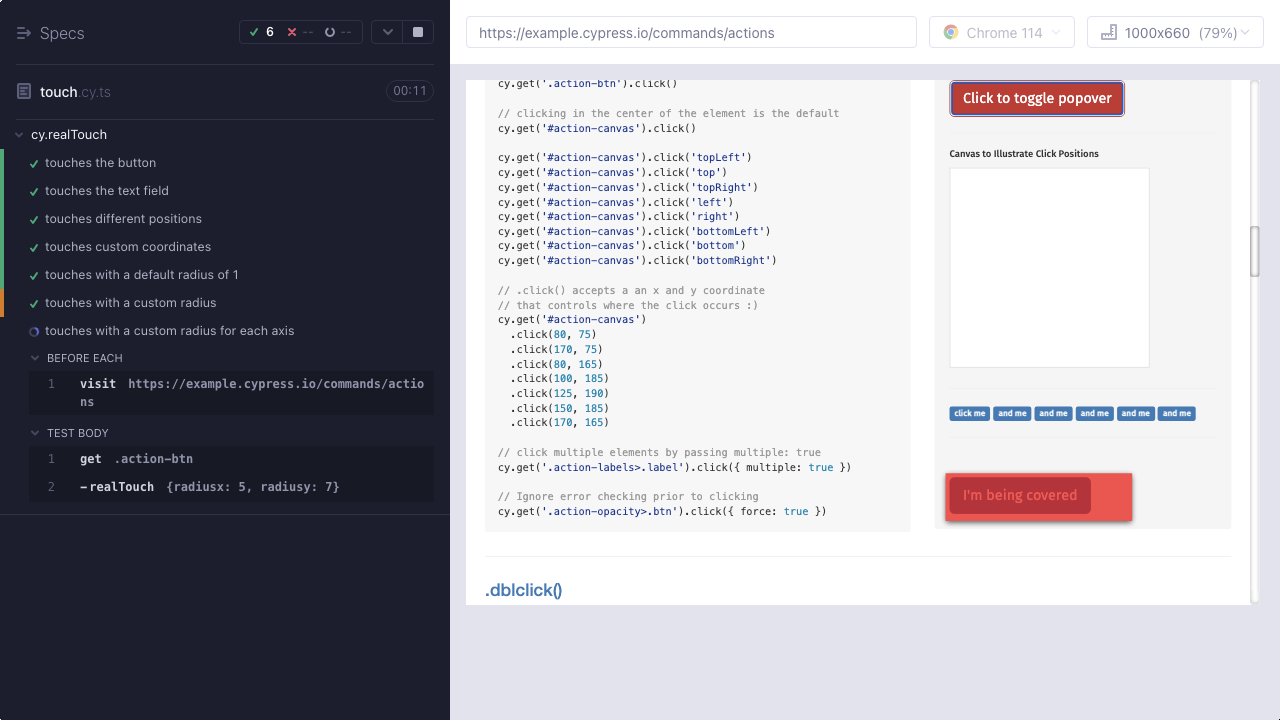 Specs
6
--
--
touch.cy.ts
00:11
cy.realTouch
touches the button
touches the text field
touches different positions
touches custom coordinates
touches with a default radius of 1
touches with a custom radius
touches with a custom radius for each axis
BEFORE EACH
1 visit https://example.cypress.io/commands/actio
ns
TEST BODY
1 get .action-btn
2 -realTouch {radiusx: 5, radiusy: 7}
https://example.cypress.io/commands/actions
Chrome 114
1000x660 (79%)
cy.get('.action-btn').click()
// clicking in the center of the element is the default
cy.get('#action-canvas').click()
cy.get('#action-canvas').click('topLeft')
cy.get('#action-canvas').click('top')
cy.get('#action-canvas').click('topRight')
cy.get('#action-canvas').click('left')
cy.get('#action-canvas').click('right')
cy.get('#action-canvas').click('bottomLeft')
cy.get('#action-canvas').click('bottom')
cy.get('#action-canvas').click('bottomRight')
// .click() accepts a an x and y coordinate
// that controls where the click occurs :)
cy.get('#action-canvas')
.click(80, 75)
.click(170, 75)
.click(80, 165)
.click(100, 185)
.click(125, 190)
.click(150, 185)
.click(170, 165)
// click multiple elements by passing multiple: true
cy.get('.action-labels>.label').click({ multiple: true })
// Ignore error checking prior to clicking
cy.get('.action-opacity>.btn').click({ force: true })
Click to toggle popover
Canvas to Illustrate Click Positions
click me and me and me and me and me and me
I'm being covered
.dblclick()